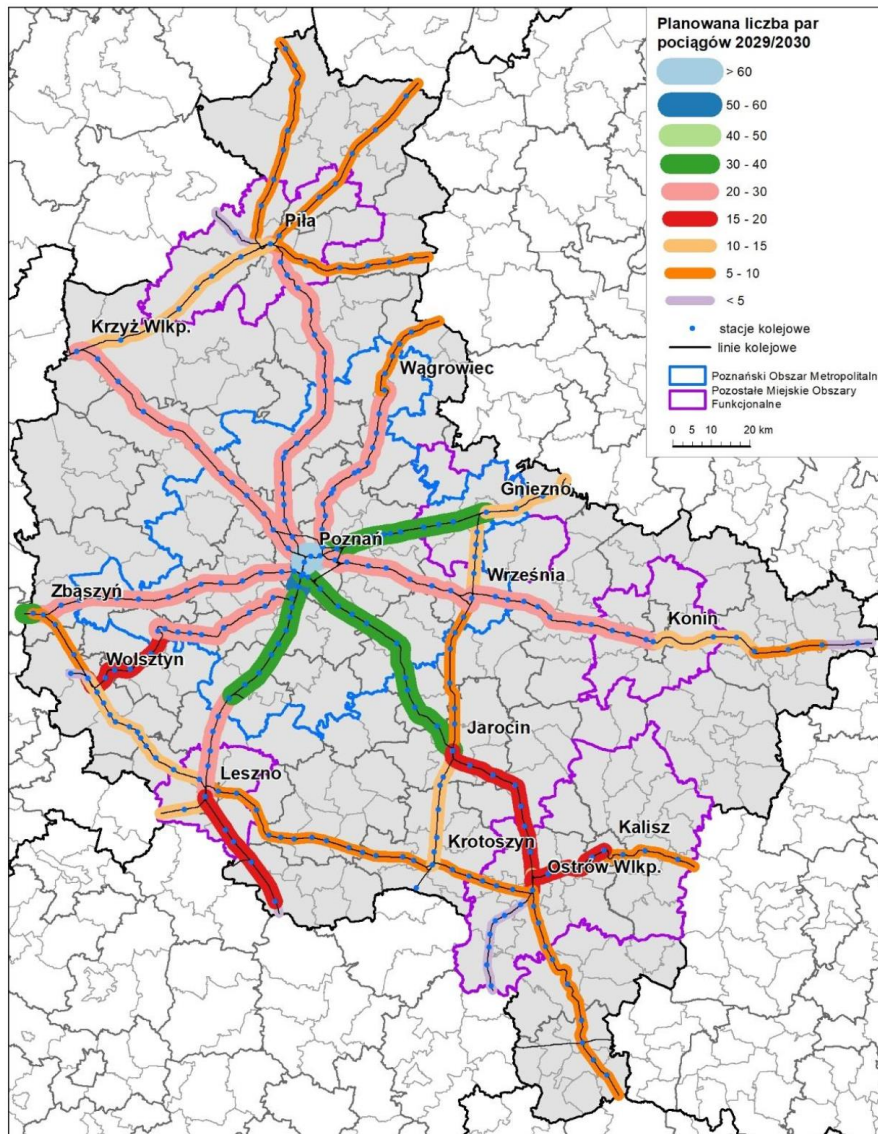 Planowana liczba par
pociągów 2029/2030
> 60
50 - 60
40 - 50
30 - 40
20 - 30
15 - 20
10 - 15
5 - 10
< 5
stacje kolejowe
linie kolejowe
Poznański Obszar Metropolitaln
Pozostałe Miejskie Obszary
Funkcjonalne
0 5 10 20 km
Piła
Krzyż Wlkp.
Wągrowiec
Gniezno
Poznań
Września
Zbąszyń
Konin
Wolsztyn
Jarocin
Leszno
Kalisz
Krotoszyn
Ostrów Wlkp.